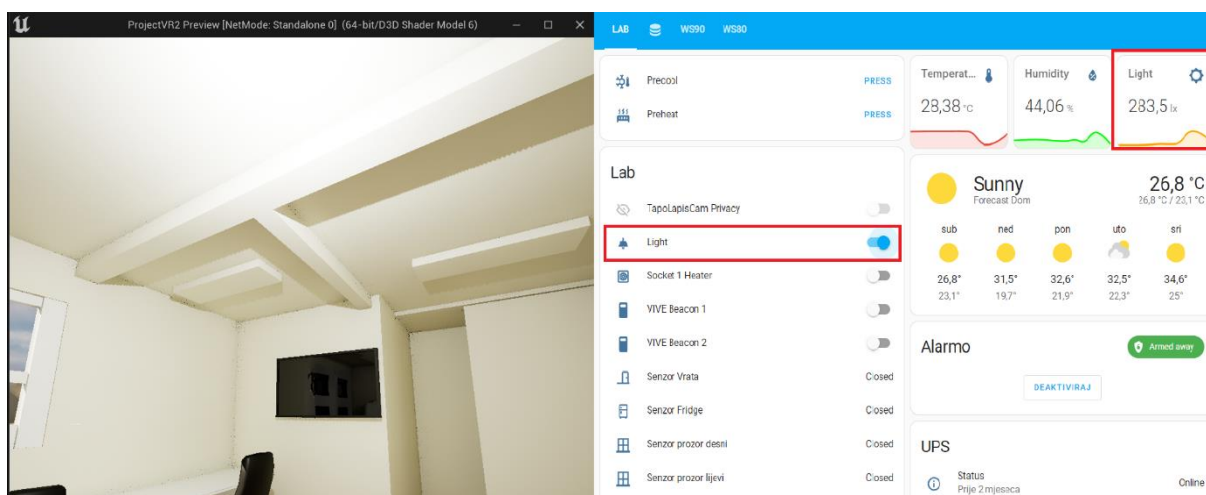 ProjectVR2 Preview [NetMode: Standalone 0] (64-bit/D3D Shader Model 6)
LAB WS90 WS80
Precool PRESS
Preheat PRESS
Lab
TapoLapisCam Privacy
Light
Socket 1 Heater
VIVE Beacon 1
VIVE Beacon 2
Senzor Vrata Closed
Senzor Fridge Closed
Senzor prozor desni Closed
Senzor prozor lijevi Closed
Temperat...
28,38 °C
Humidity
44,06 %
Light
283,5 lx
Sunny 26,8 °C
Forecast Dom 26,8 °C / 23,1 °C
sub ned pon uto sri
26,8° 31,5° 32,6° 32,5° 34,6°
23,1° 19,7° 21,9° 22,3° 25°
Alarmo Armed away
DEAKTIVIRAJ
UPS
Status Online
Prije 2 mjeseca